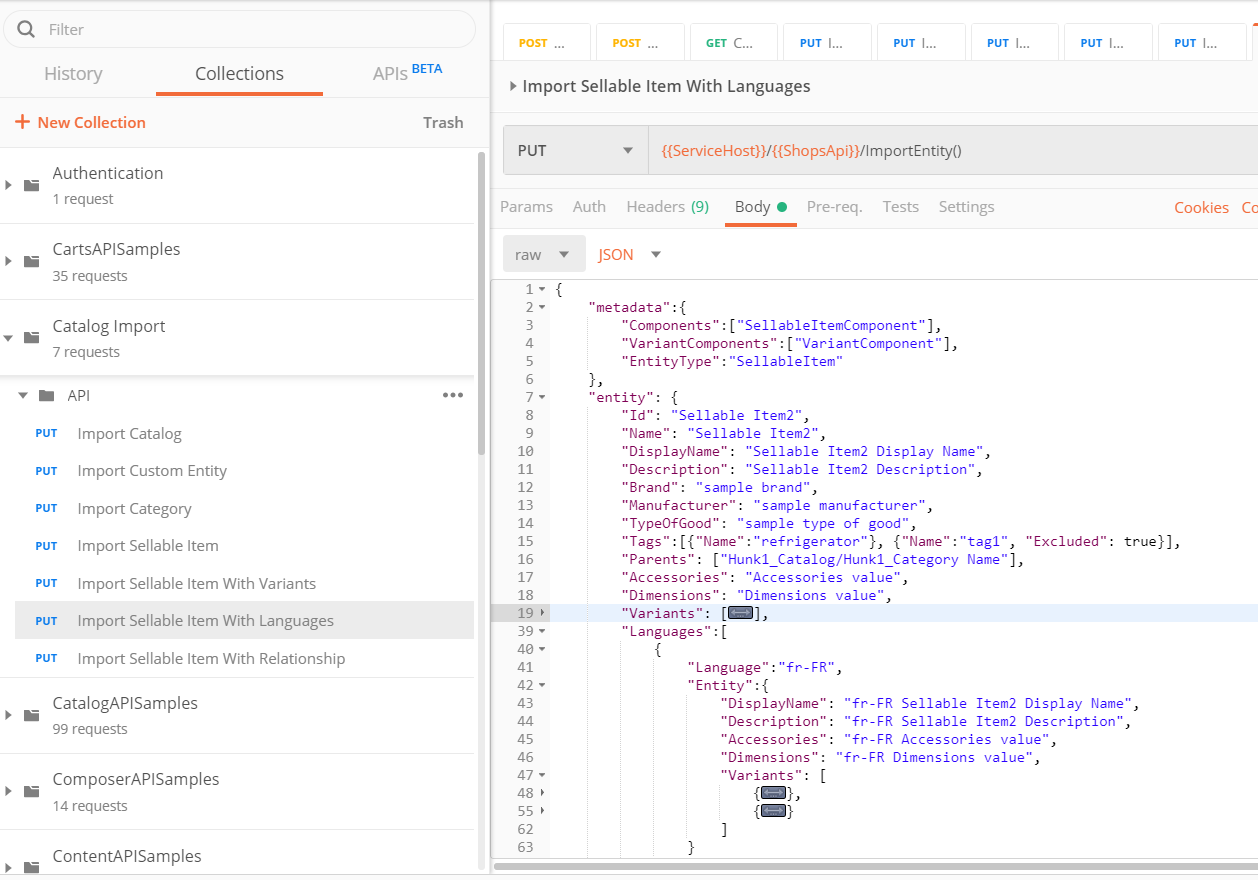 Filter
History Collections APIs BETA
+ New Collection Trash
Authentication
1 request
CartsAPISamples
35 requests
Catalog Import
7 requests
API
PUT Import Catalog
PUT Import Custom Entity
PUT Import Category
PUT Import Sellable Item
PUT Import Sellable Item With Variants
PUT Import Sellable Item With Languages
PUT Import Sellable Item With Relationship
CatalogAPISamples
99 requests
ComposerAPISamples
14 requests
ContentAPISamples
POST ... POST ... GET C... PUT I... PUT I... PUT I... PUT I... PUT I...
Import Sellable Item With Languages
PUT {{ServiceHost}}/{{ShopsApi}}/ImportEntity()
Params Auth Headers (9) Body Pre-req. Tests Settings Cookies Co
raw JSON
1 {
2 "metadata":{
3 "Components":["SellableItemComponent"],
4 "VariantComponents":["VariantComponent"],
5 "EntityType":"SellableItem"
6 },
7 "entity": {
8 "Id": "Sellable Item2",
9 "Name": "Sellable Item2",
10 "DisplayName": "Sellable Item2 Display Name",
11 "Description": "Sellable Item2 Description",
12 "Brand": "sample brand",
13 "Manufacturer": "sample manufacturer",
14 "TypeOfGood": "sample type of good",
15 "Tags":[{"Name":"refrigerator"}, {"Name":"tag1", "Excluded": true}],
16 "Parents": ["Hunk1_Catalog/Hunk1_Category Name"],
17 "Accessories": "Accessories value",
18 "Dimensions": "Dimensions value",
19 "Variants": [↔],
39 "Languages":[
40 {
41 "Language":"fr-FR",
42 "Entity":{
43 "DisplayName": "fr-FR Sellable Item2 Display Name",
44 "Description": "fr-FR Sellable Item2 Description",
45 "Accessories": "fr-FR Accessories value",
46 "Dimensions": "fr-FR Dimensions value",
47 "Variants": [
48 {↔},
55 {↔}
62 ]
63 }